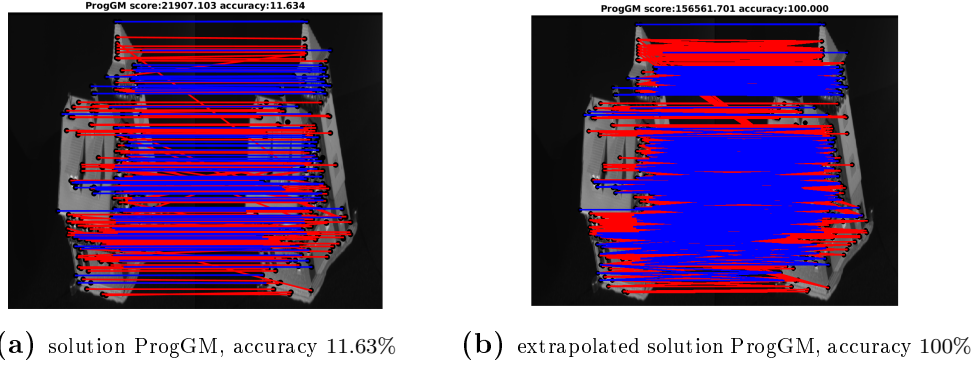 ProgGM score:21907.103 accuracy:11.634
ProgGM score:156561.701 accuracy:100.000
(a) solution ProgGM, accuracy 11.63%
(b) extrapolated solution ProgGM, accuracy 100%